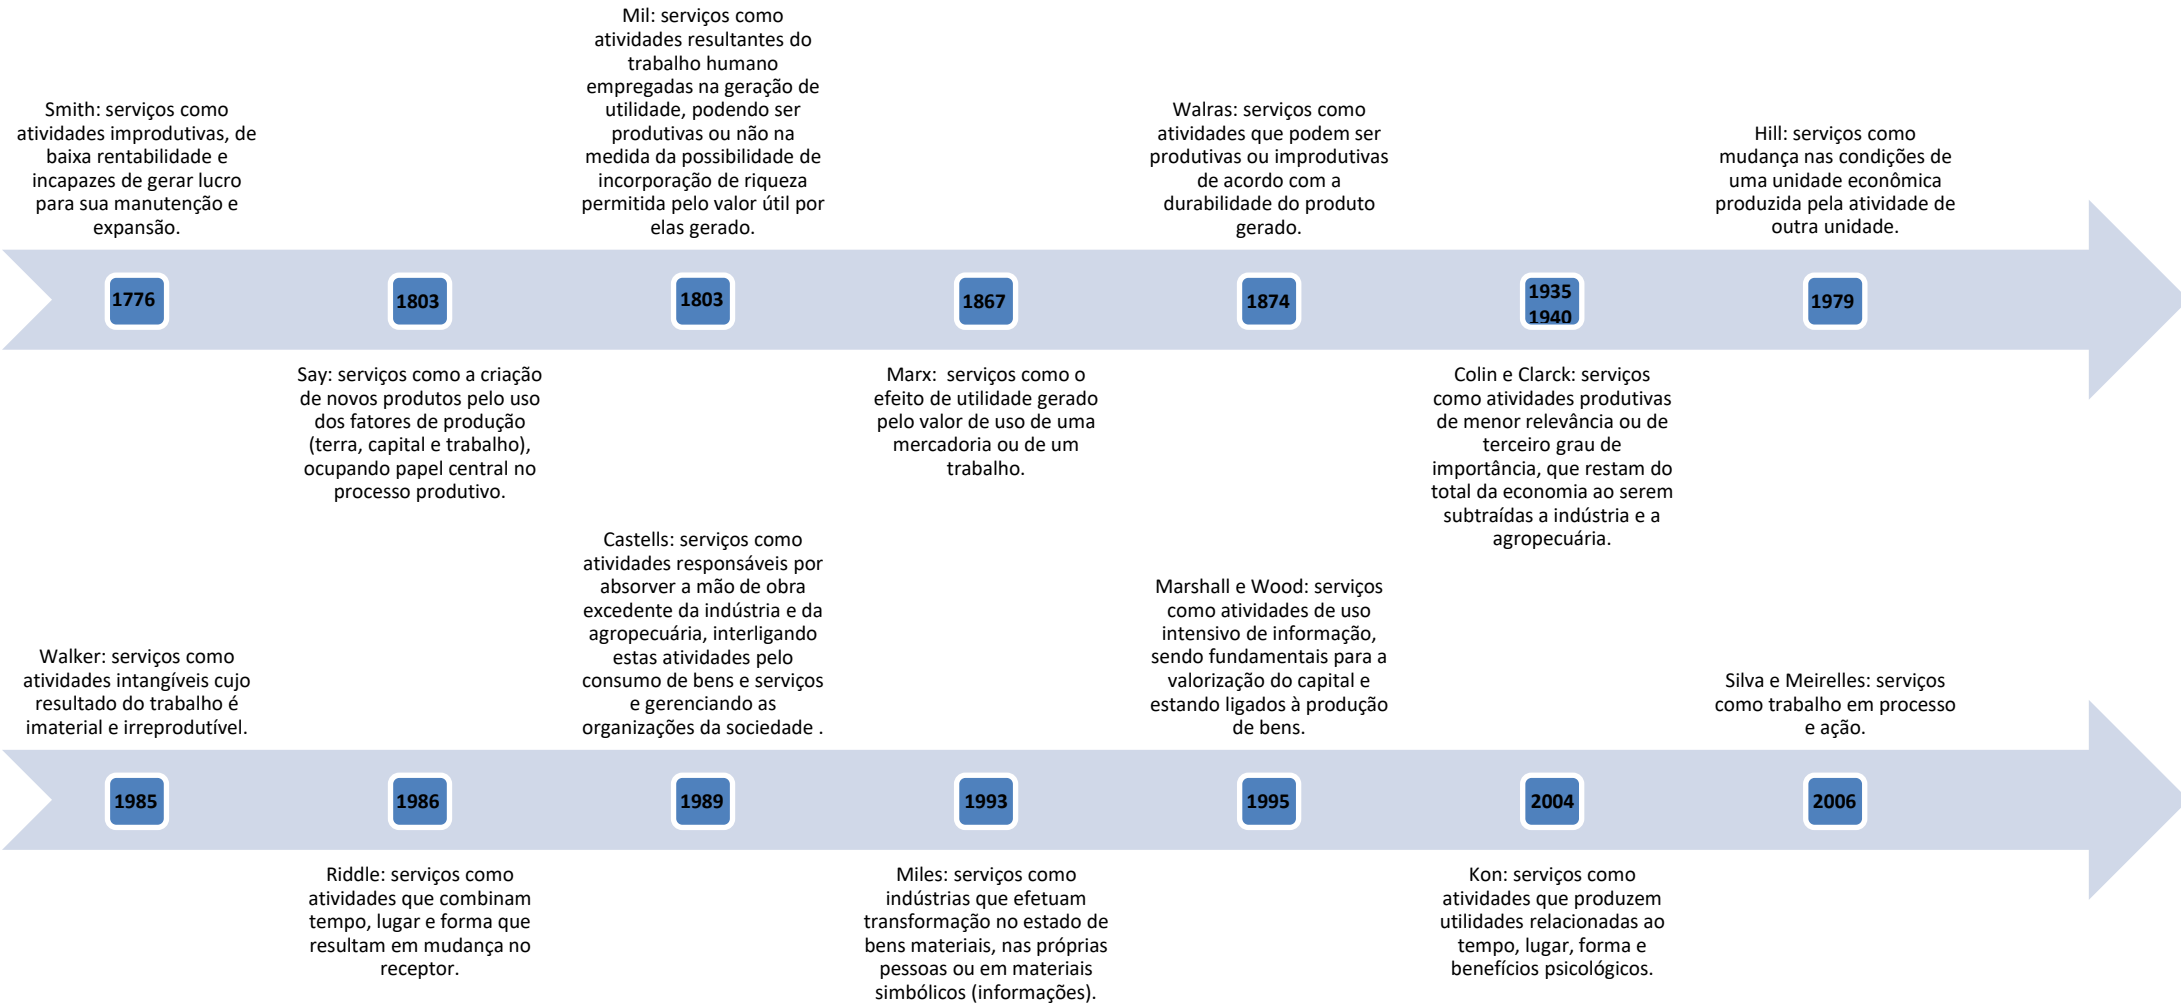 Smith: serviços como
atividades improdutivas, de
baixa rentabilidade e
incapazes de gerar lucro
para sua manutenção e
expansão.
1776
Say: serviços como a criação
de novos produtos pelo uso
dos fatores de produção
(terra, capital e trabalho),
ocupando papel central no
processo produtivo.
1803
Mil: serviços como
atividades resultantes do
trabalho humano
empregadas na geração de
utilidade, podendo ser
produtivas ou não na
medida da possibilidade de
incorporação de riqueza
permitida pelo valor útil por
elas gerado.
1803
Marx:  serviços como o
efeito de utilidade gerado
pelo valor de uso de uma
mercadoria ou de um
trabalho.
1867
Walras: serviços como
atividades que podem ser
produtivas ou improdutivas
de acordo com a
durabilidade do produto
gerado.
1874
Colin e Clarck: serviços
como atividades produtivas
de menor relevância ou de
terceiro grau de
importância, que restam do
total da economia ao serem
subtraídas a indústria e a
agropecuária.
1935
1940
Hill: serviços como
mudança nas condições de
uma unidade econômica
produzida pela atividade de
outra unidade.
1979
Walker: serviços como
atividades intangíveis cujo
resultado do trabalho é
imaterial e irreprodutível.
1985
Riddle: serviços como
atividades que combinam
tempo, lugar e forma que
resultam em mudança no
receptor.
1986
Castells: serviços como
atividades responsáveis por
absorver a mão de obra
excedente da indústria e da
agropecuária, interligando
estas atividades pelo
consumo de bens e serviços
e gerenciando as
organizações da sociedade .
1989
Miles: serviços como
indústrias que efetuam
transformação no estado de
bens materiais, nas próprias
pessoas ou em materiais
simbólicos (informações).
1993
Marshall e Wood: serviços
como atividades de uso
intensivo de informação,
sendo fundamentais para a
valorização do capital e
estando ligados à produção
de bens.
1995
Kon: serviços como
atividades que produzem
utilidades relacionadas ao
tempo, lugar, forma e
benefícios psicológicos.
2004
Silva e Meirelles: serviços
como trabalho em processo
e ação.
2006